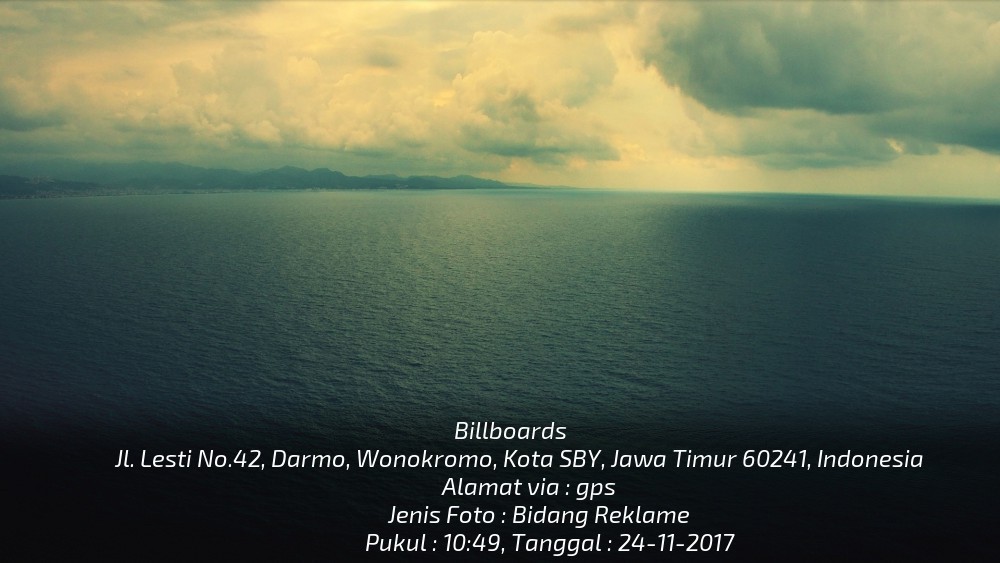 Billboards
Jl. Lesti No.42, Darmo, Wonokromo, Kota SBY, Jawa Timur 60241, Indonesia
Alamat via : gps
Jenis Foto : Bidang Reklame
Pukul : 10:49, Tanggal : 24-11-2017